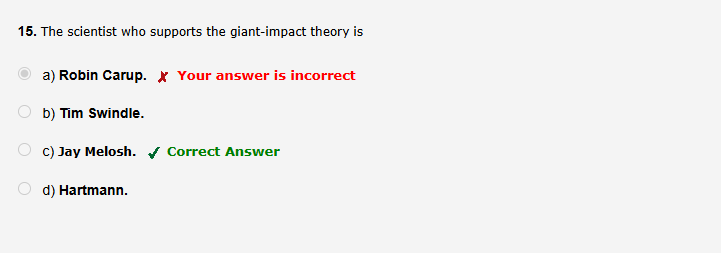 15. The scientist who supports the giant-impact theory is
a) Robin Carup. ✗ Your answer is incorrect
b) Tim Swindle.
c) Jay Melosh. ✓ Correct Answer
d) Hartmann.